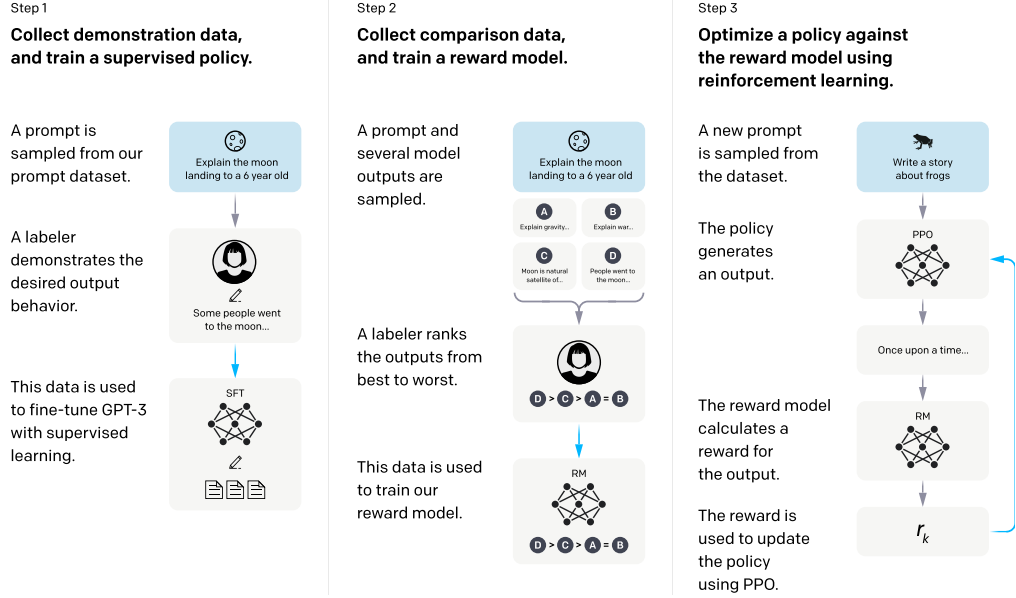 Step 1
Collect demonstration data,
and train a supervised policy.
A prompt is
sampled from our
prompt dataset.
Explain the moon
landing to a 6 year old
A labeler
demonstrates the
desired output
behavior.
Some people went
to the moon...
This data is used
to fine-tune GPT-3
with supervised
learning.
SFT
Step 2
Collect comparison data,
and train a reward model.
A prompt and
several model
outputs are
sampled.
Explain the moon
landing to a 6 year old
A
Explain gravity...
B
Explain war...
C
Moon is natural
satellite of...
D
People went to
the moon...
A labeler ranks
the outputs from
best to worst.
D > C > A = B
This data is used
to train our
reward model.
RM
D > C > A = B
Step 3
Optimize a policy against
the reward model using
reinforcement learning.
A new prompt
is sampled from
the dataset.
Write a story
about frogs
The policy
generates
an output.
PPO
Once upon a time...
The reward model
calculates a
reward for
the output.
RM
The reward is
used to update
the policy
using PPO.
r_k